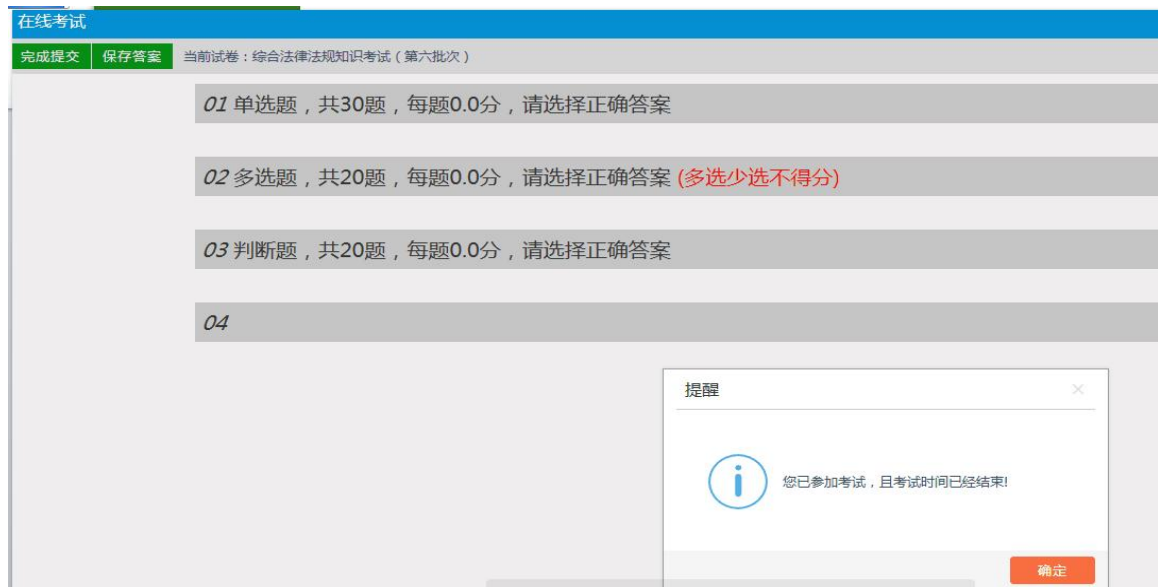 在线考试
完成提交 保存答案 当前试卷：综合法律法规知识考试（第六批次）
01 单选题，共30题，每题0.0分，请选择正确答案
02 多选题，共20题，每题0.0分，请选择正确答案 (多选少选不得分)
03 判断题，共20题，每题0.0分，请选择正确答案
04
提醒
您已参加考试，且考试时间已经结束!
确定